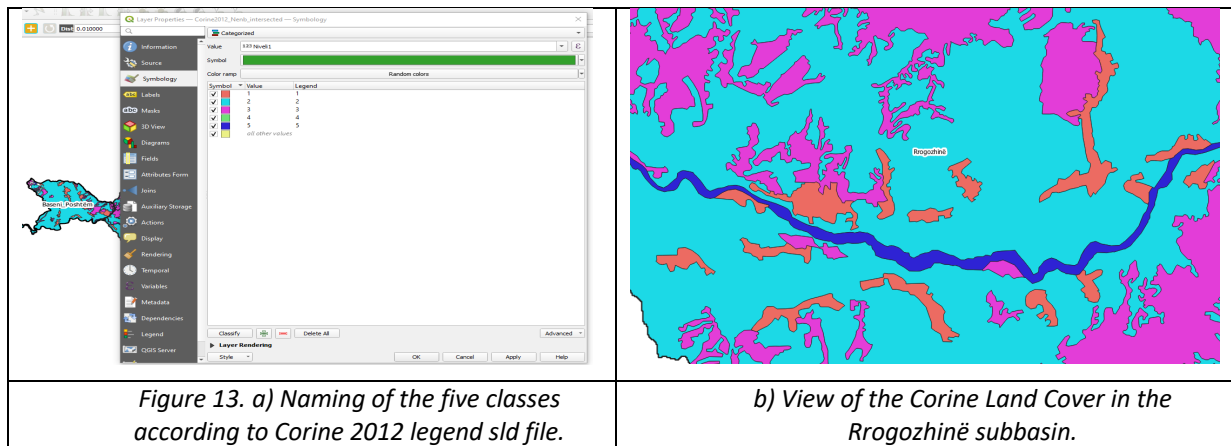 Layer Properties — Corine2012_Nenb_intersected — Symbology
Dist 0.010000
Categorized
Information
Source
Symbology
Labels
Masks
3D View
Diagrams
Fields
Attributes Form
Joins
Auxiliary Storage
Actions
Display
Rendering
Temporal
Variables
Metadata
Dependencies
Legend
QGIS Server
Value 123 Niveli1
Symbol
Color ramp Random colors
Symbol Value Legend
1 1
2 2
3 3
4 4
5 5
all other values
Classify Delete All Advanced
Layer Rendering
Style OK Cancel Apply Help
Baseni_Poshtëm
Rrogozhinë
Figure 13. a) Naming of the five classes
according to Corine 2012 legend sld file.
b) View of the Corine Land Cover in the
Rrogozhinë subbasin.